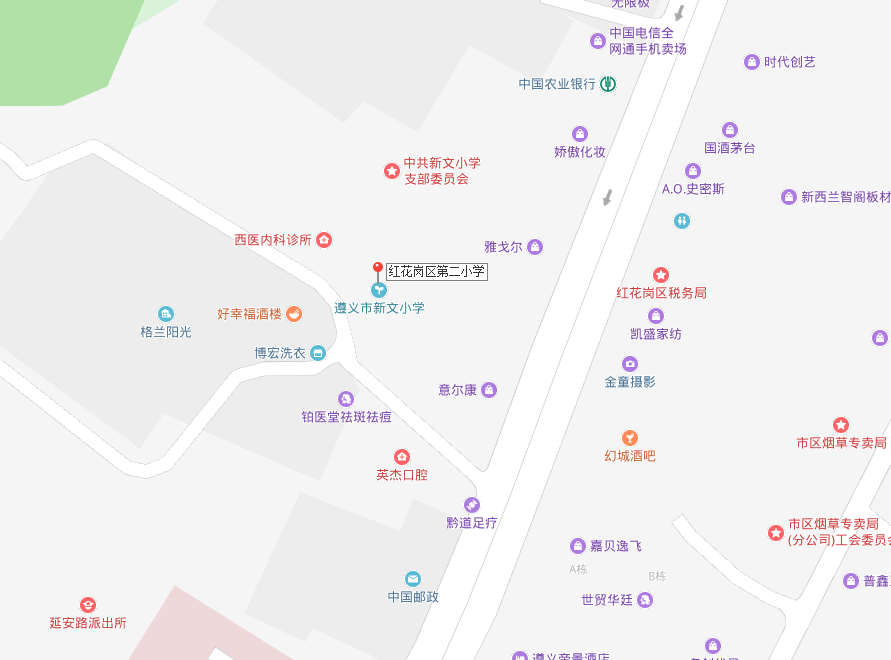 无限极
中国电信全
网通手机卖场
时代创艺
中国农业银行
国酒茅台
娇傲化妆
中共新文小学
支部委员会
A.O.史密斯
新西兰智阁板材
西医内科诊所
雅戈尔
红花岗区第二小学
红花岗区税务局
遵义市新文小学
好幸福酒楼
格兰阳光
凯盛家纺
博宏洗衣
金童摄影
意尔康
铂医堂祛斑祛痘
市区烟草专卖局
幻城酒吧
英杰口腔
黔道足疗
市区烟草专卖局
(分公司)工会委员会
嘉贝逸飞
A栋
B栋
普鑫
中国邮政
世贸华廷
延安路派出所
遵义帝景酒店